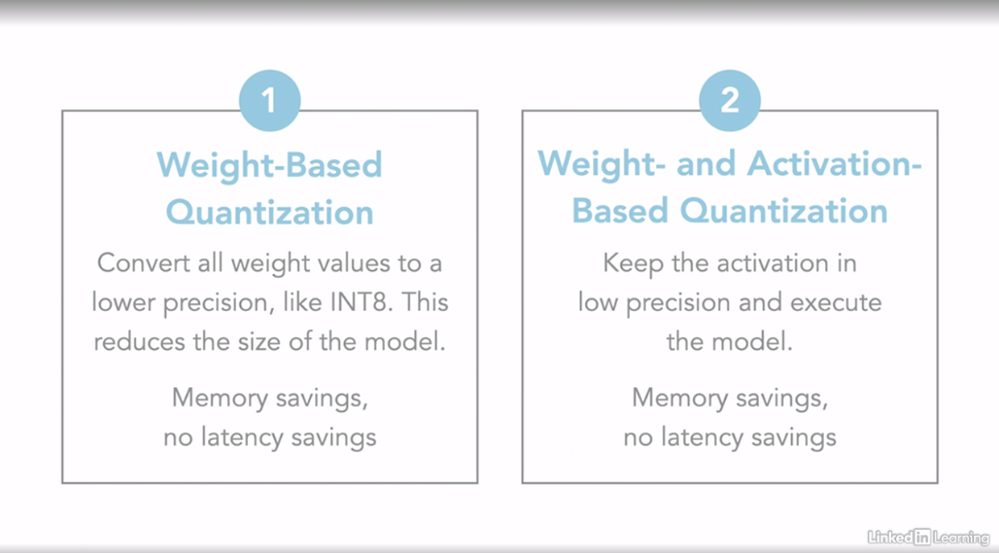 1
Weight-Based
Quantization
Convert all weight values to a
lower precision, like INT8. This
reduces the size of the model.
Memory savings,
no latency savings
2
Weight- and Activation-
Based Quantization
Keep the activation in
low precision and execute
the model.
Memory savings,
no latency savings
Linked in Learning